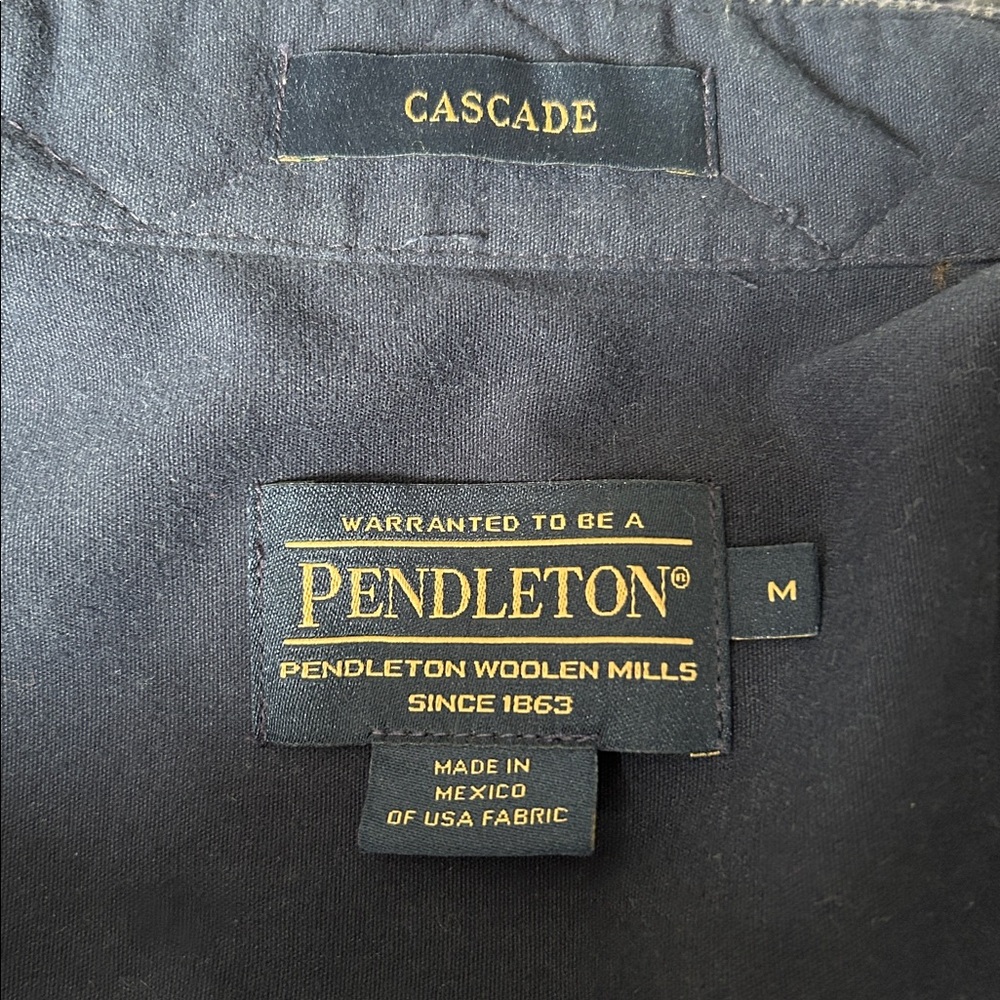 CASCADE
WARRANTED TO BE A
PENDLETON®
M
PENDLETON WOOLEN MILLS
SINCE 1863
MADE IN
MEXICO
OF USA FABRIC